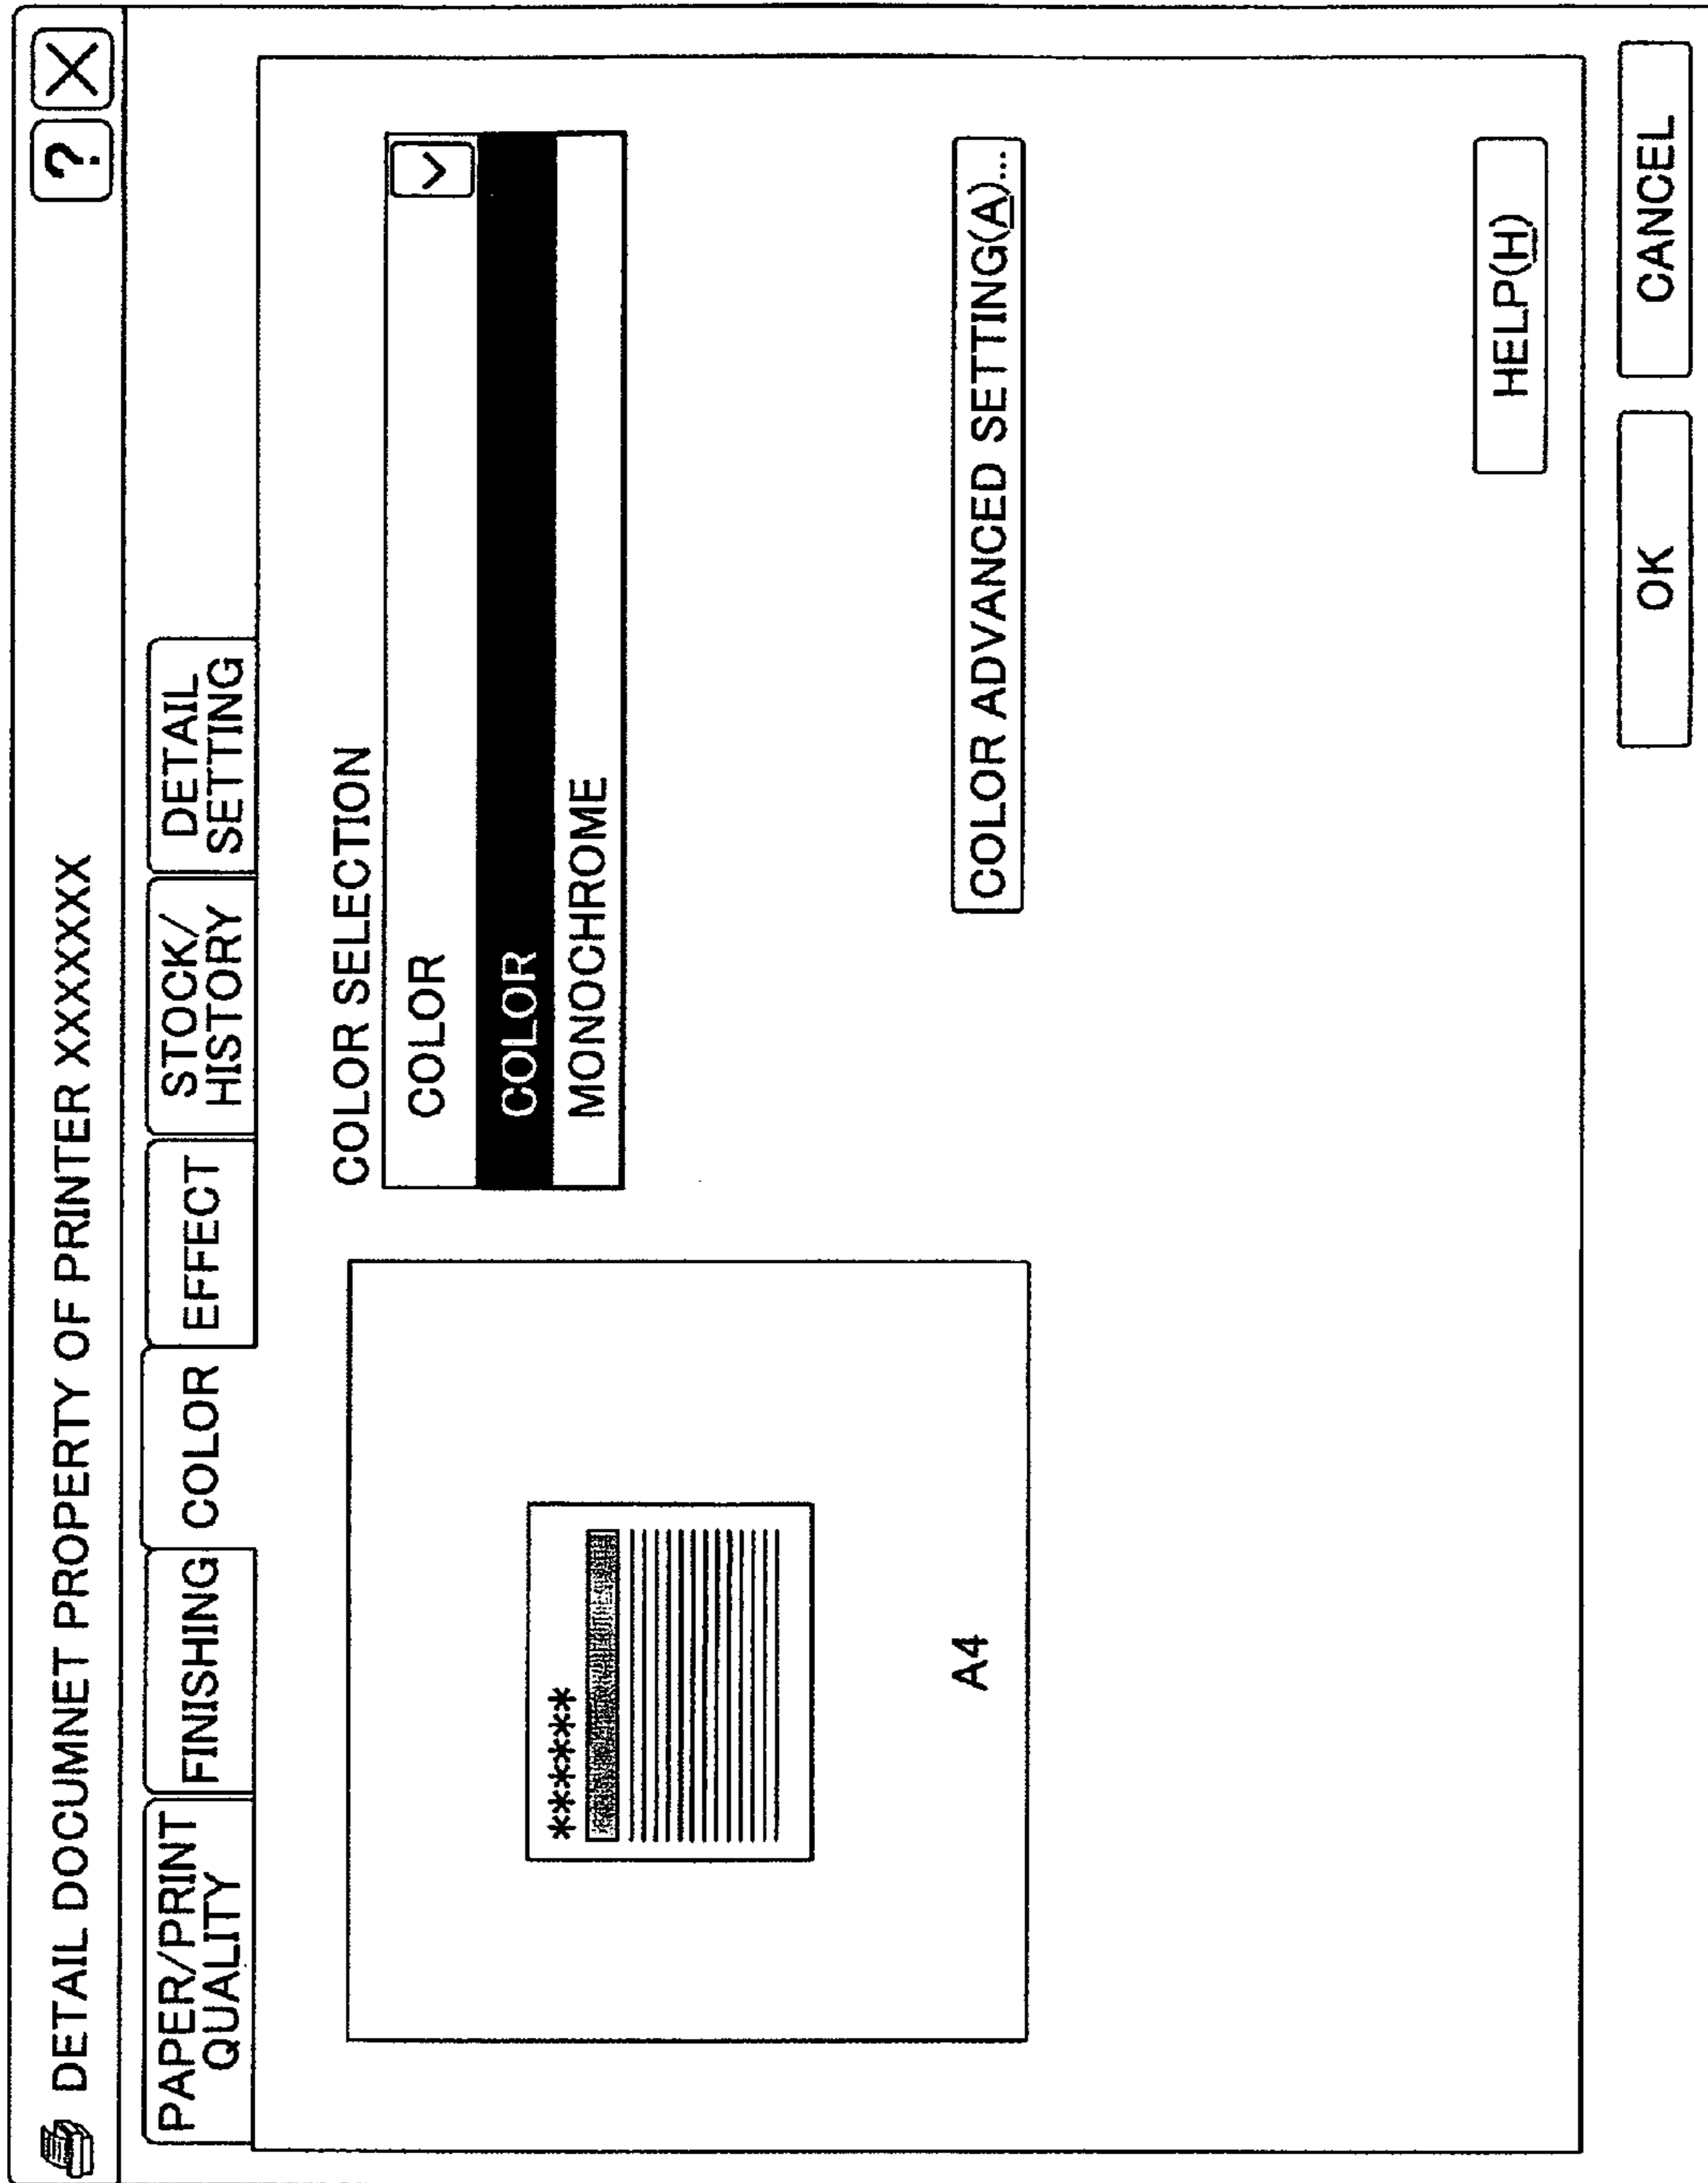 DETAIL DOCUMNET PROPERTY OF PRINTER XXXXXXX
?
PAPER/PRINT
QUALITY
FINISHING
COLOR
EFFECT
STOCK/
HISTORY
DETAIL
SETTING
COLOR SELECTION
COLOR
COLOR
MONOCHROME
******
A4
COLOR ADVANCED SETTING(A)...
HELP(H)
OK
CANCEL